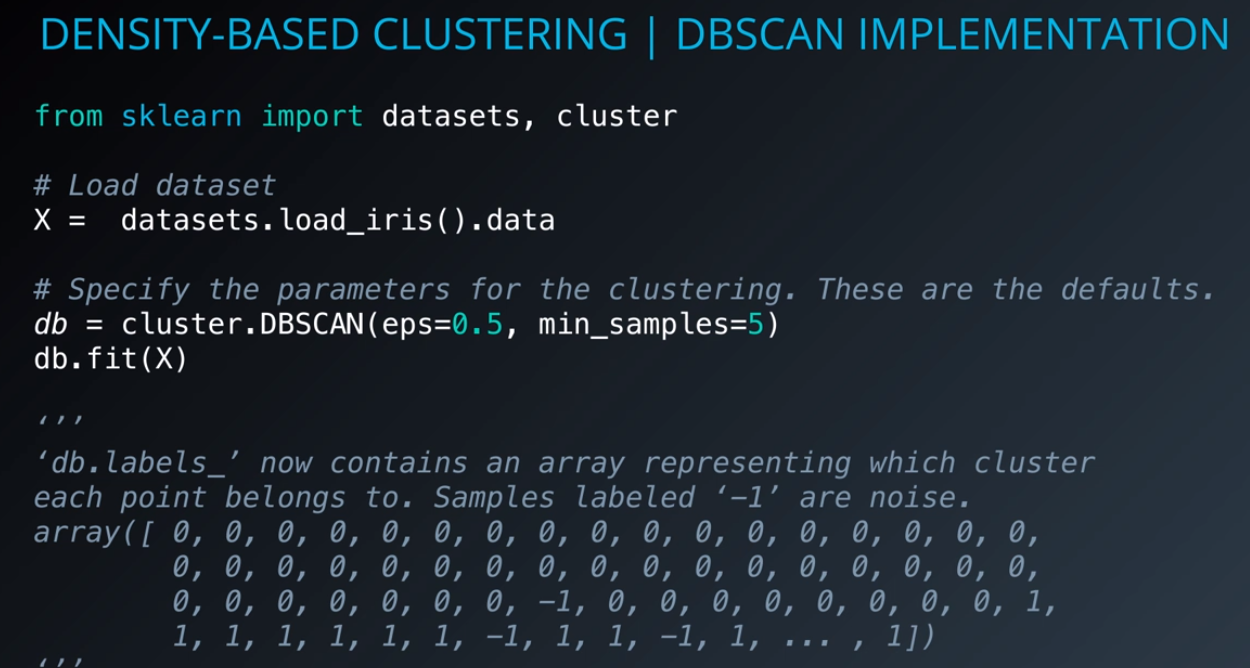 DENSITY-BASED CLUSTERING | DBSCAN IMPLEMENTATION
from sklearn import datasets, cluster
# Load dataset
X =  datasets.load_iris().data
# Specify the parameters for the clustering. These are the defaults.
db = cluster.DBSCAN(eps=0.5, min_samples=5)
db.fit(X)
‘’’
‘db.labels_’ now contains an array representing which cluster
each point belongs to. Samples labeled ‘−1’ are noise.
array([ 0, 0, 0, 0, 0, 0, 0, 0, 0, 0, 0, 0, 0, 0, 0, 0, 0,
0, 0, 0, 0, 0, 0, 0, 0, 0, 0, 0, 0, 0, 0, 0, 0, 0,
0, 0, 0, 0, 0, 0, 0, −1, 0, 0, 0, 0, 0, 0, 0, 0, 1,
1, 1, 1, 1, 1, 1, −1, 1, 1, −1, 1, ... , 1])
‘’’